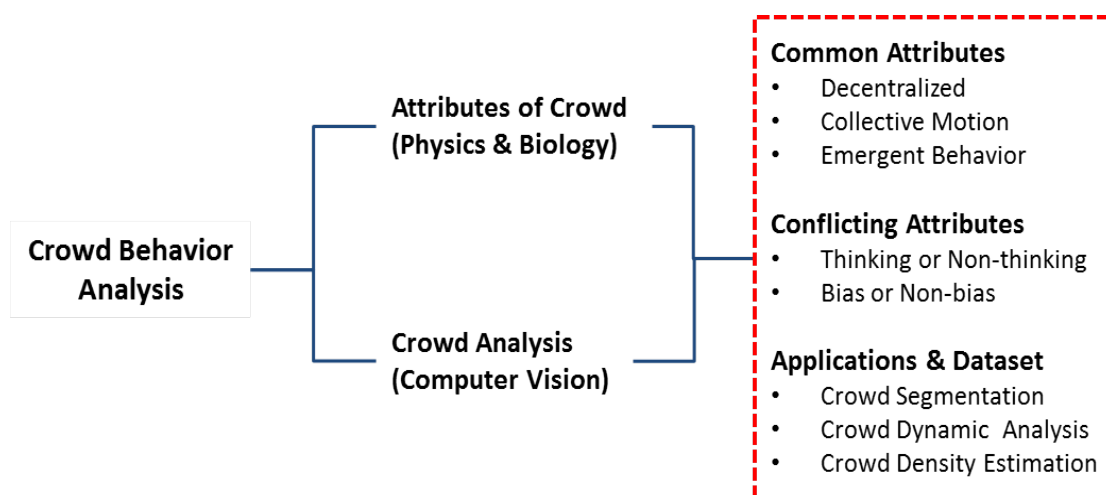 Crowd Behavior
Analysis
Attributes of Crowd
(Physics & Biology)
Crowd Analysis
(Computer Vision)
Common Attributes
• Decentralized
• Collective Motion
• Emergent Behavior
Conflicting Attributes
• Thinking or Non-thinking
• Bias or Non-bias
Applications & Dataset
• Crowd Segmentation
• Crowd Dynamic Analysis
• Crowd Density Estimation